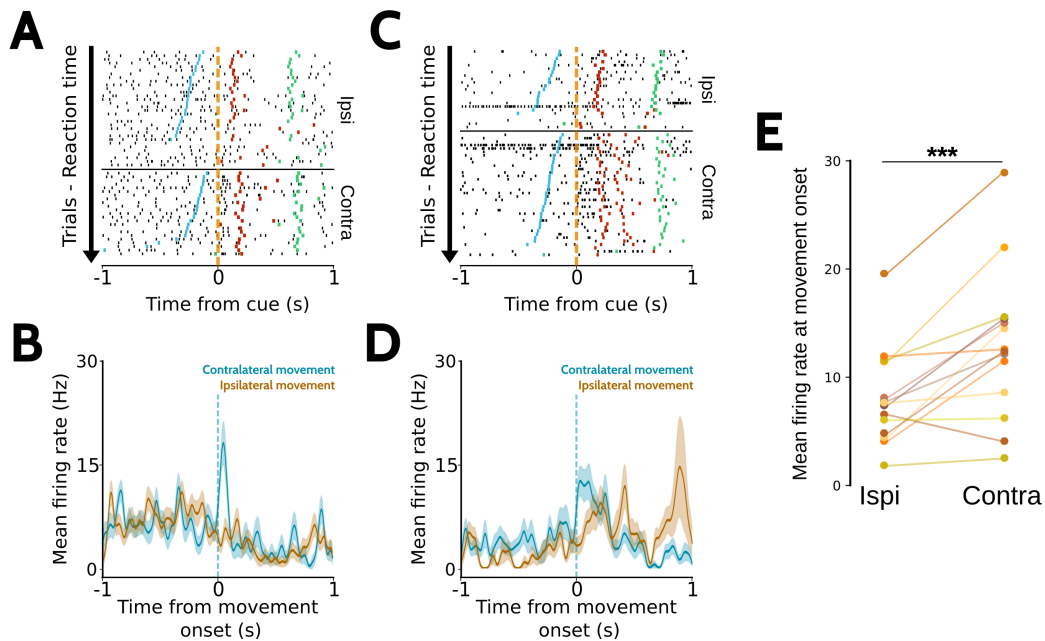 A
Trials - Reaction time
Ipsi
Contra
-1
0
1
Time from cue (s)
C
Trials - Reaction time
Ipsi
Contra
-1
0
1
Time from cue (s)
B
Mean firing rate (Hz)
30
15
0
Contralateral movement
Ipsilateral movement
-1
0
1
Time from movement
onset (s)
D
Mean firing rate (Hz)
30
15
0
Contralateral movement
Ipsilateral movement
-1
0
1
Time from movement
onset (s)
E
Mean firing rate at movement onset
30
20
10
0
***
Ispi
Contra